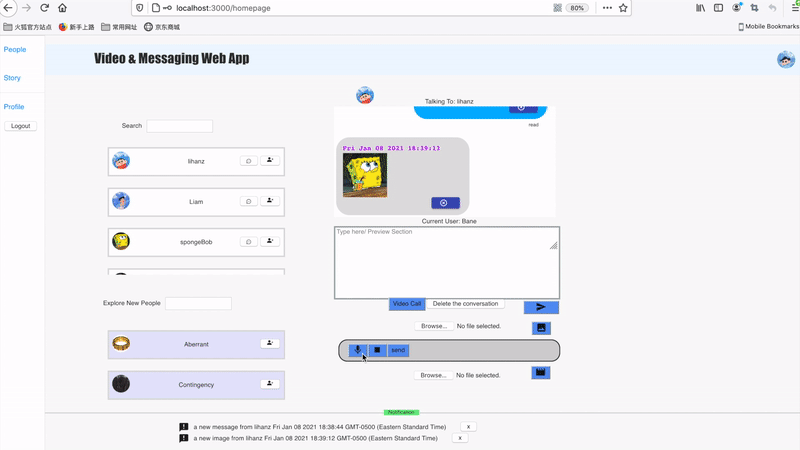 localhost:3000/homepage
80%
火狐官方站点
新手上路
常用网址
京东商城
Mobile Bookmarks
People
Story
Profile
Logout
Video & Messaging Web App
Search
lihanz
Liam
spongeBob
Explore New People
Aberrant
Contingency
Talking To: lihanz
read
Fri Jan 08 2021 18:39:13
Current User: Bane
Type here/ Preview Section
Video Call
Delete the conversation
Browse... No file selected.
send
Browse... No file selected.
Notification
a new message from lihanz Fri Jan 08 2021 18:38:44 GMT-0500 (Eastern Standard Time) x
a new image from lihanz Fri Jan 08 2021 18:39:12 GMT-0500 (Eastern Standard Time) x